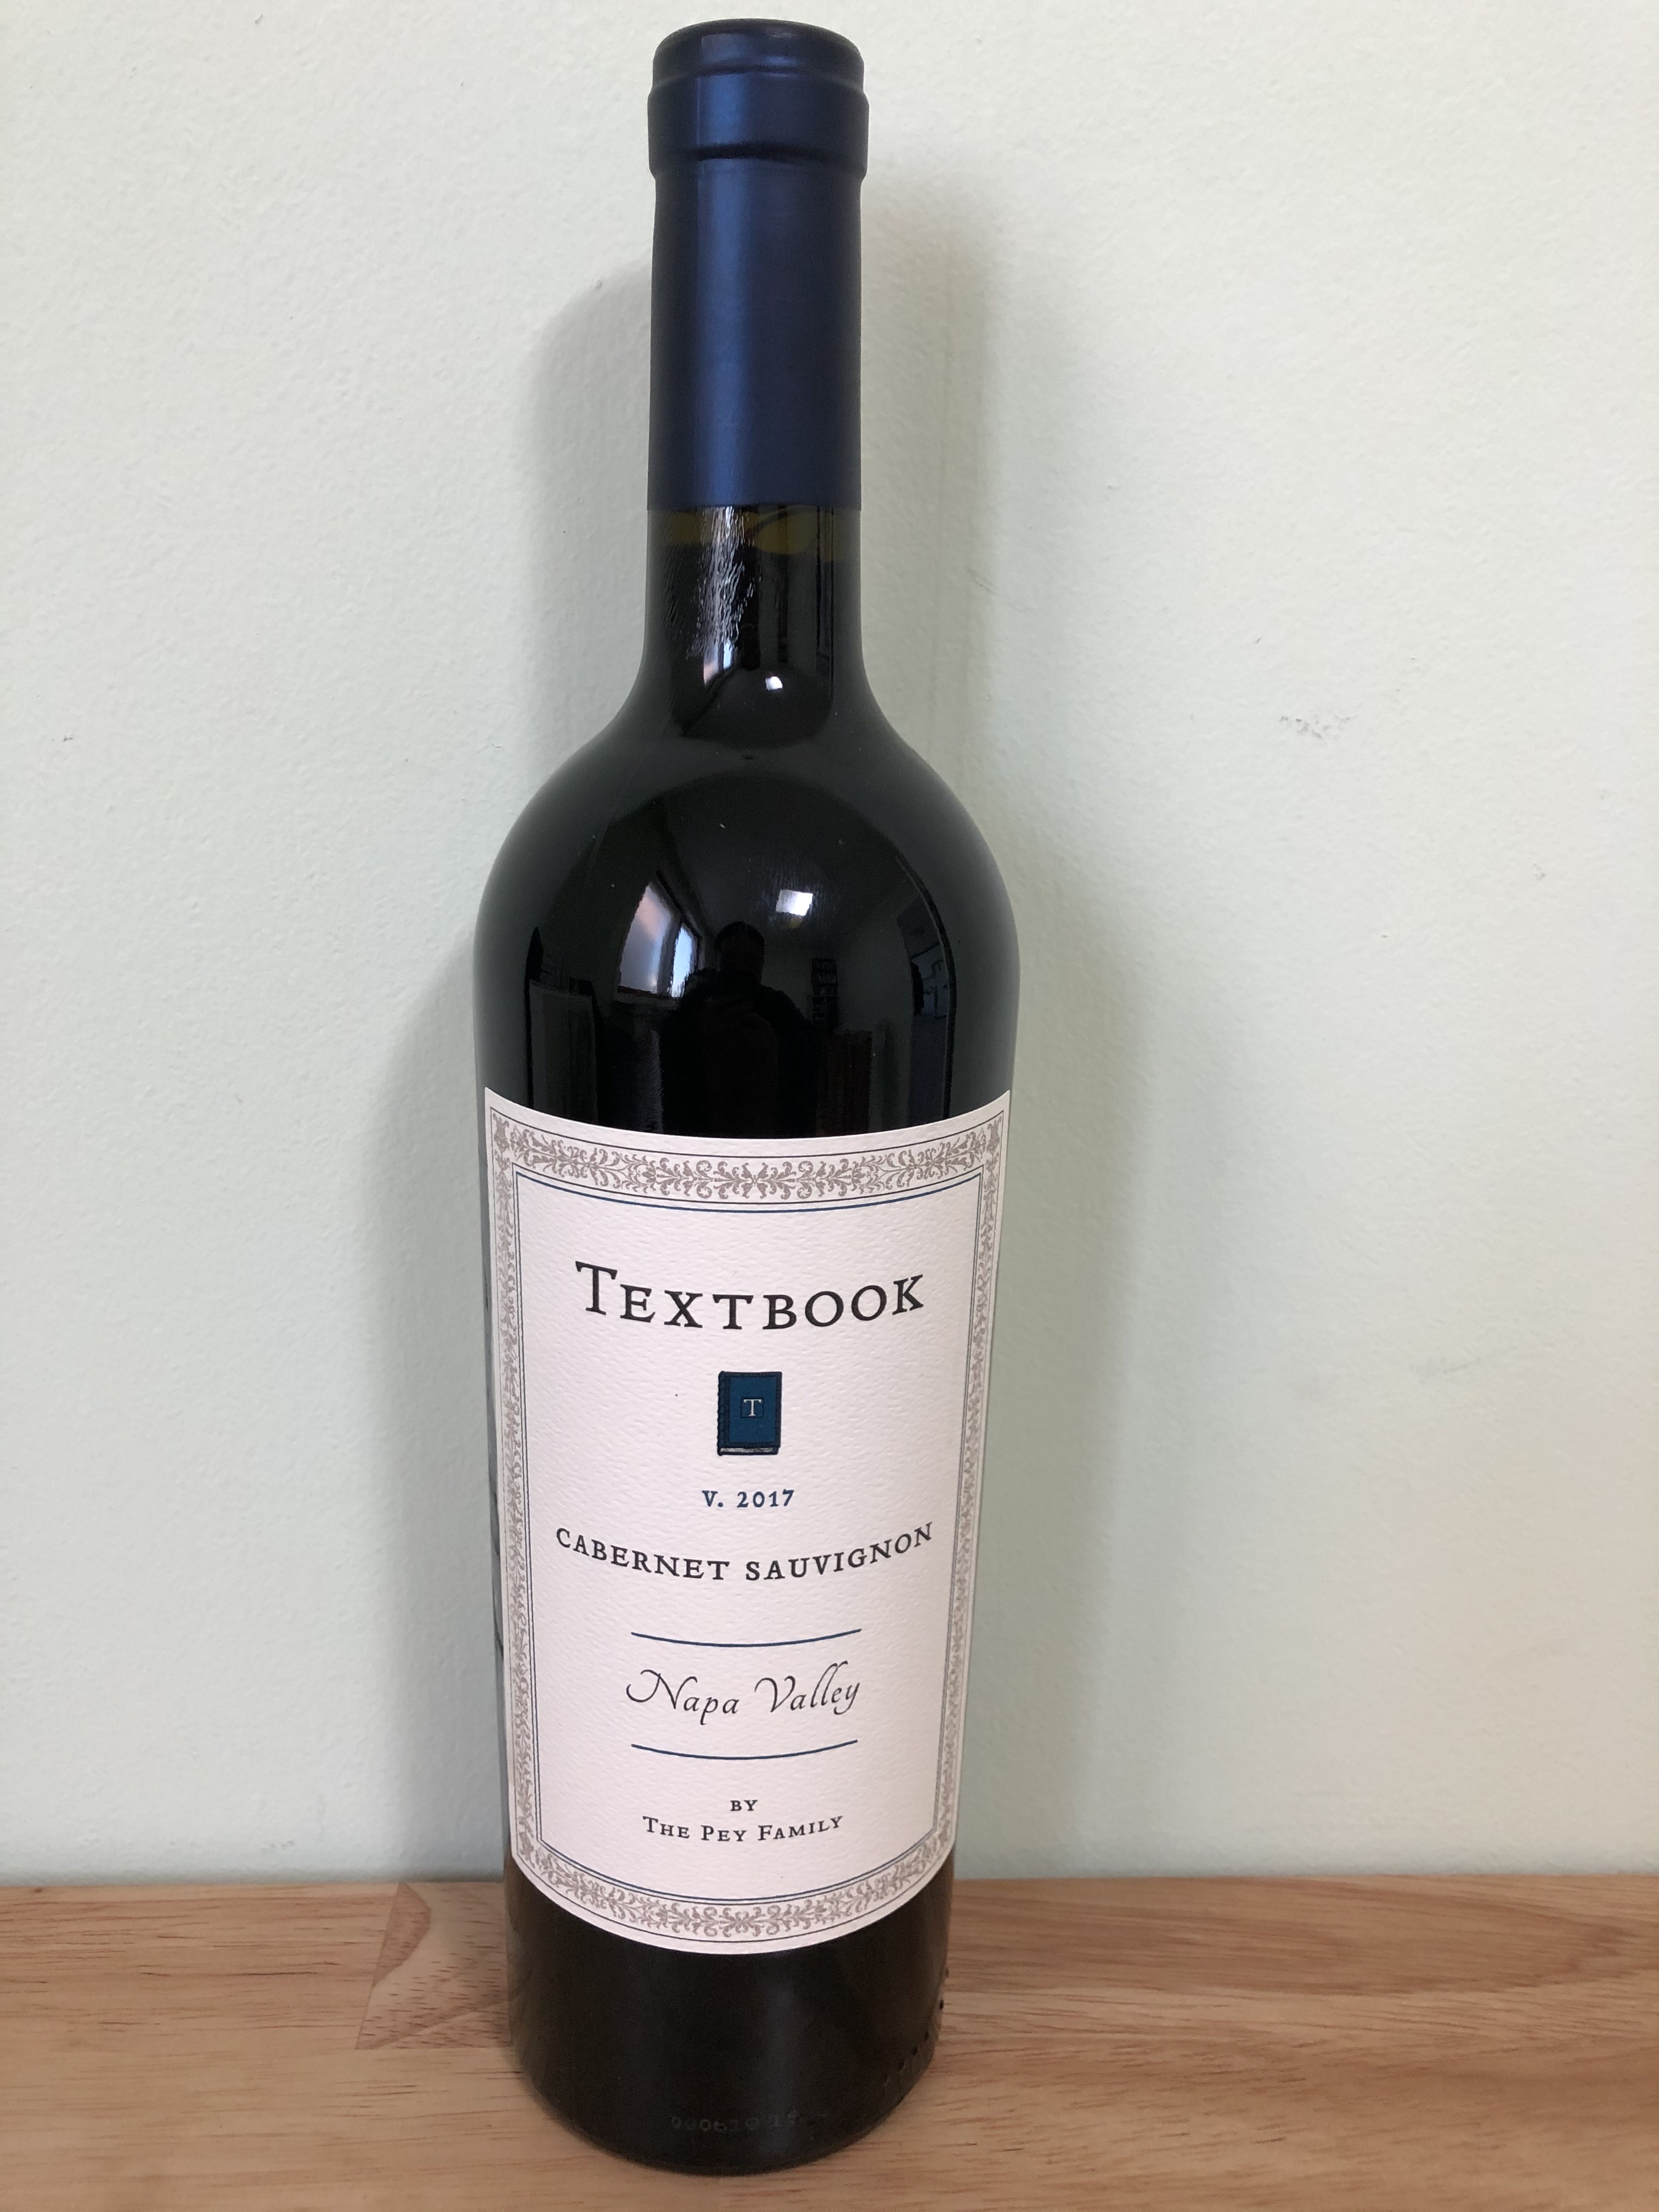 TEXTBOOK
T
V. 2017
CABERNET SAUVIGNON
Napa Valley
BY
THE PEY FAMILY